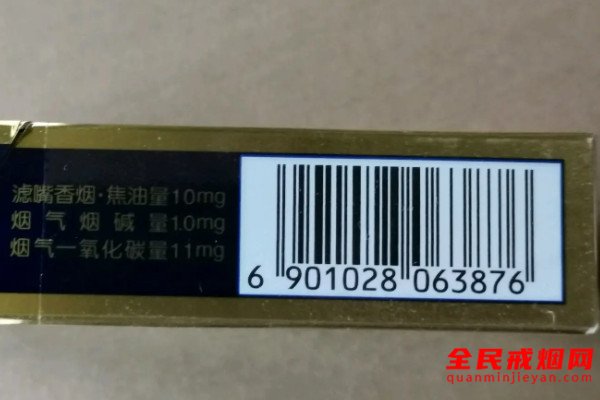 滤嘴香烟·焦油量10mg
烟气烟碱量1.0mg
烟气一氧化碳量11mg
6 901028 063876
全民戒烟网
quanminjieyan.com